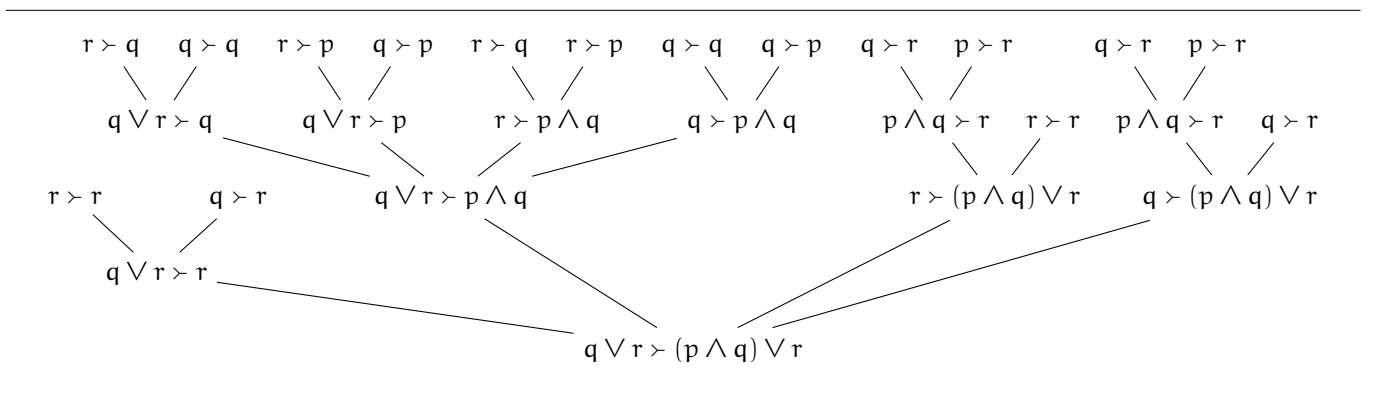 r ≻ q q ≻ q r ≻ p q ≻ p r ≻ q r ≻ p q ≻ q q ≻ p q ≻ r p ≻ r q ≻ r p ≻ r
q ∨ r ≻ q q ∨ r ≻ p r ≻ p ∧ q q ≻ p ∧ q p ∧ q ≻ r r ≻ r p ∧ q ≻ r q ≻ r
r ≻ r q ≻ r q ∨ r ≻ p ∧ q r ≻ (p ∧ q) ∨ r q ≻ (p ∧ q) ∨ r
q ∨ r ≻ r
q ∨ r ≻ (p ∧ q) ∨ r